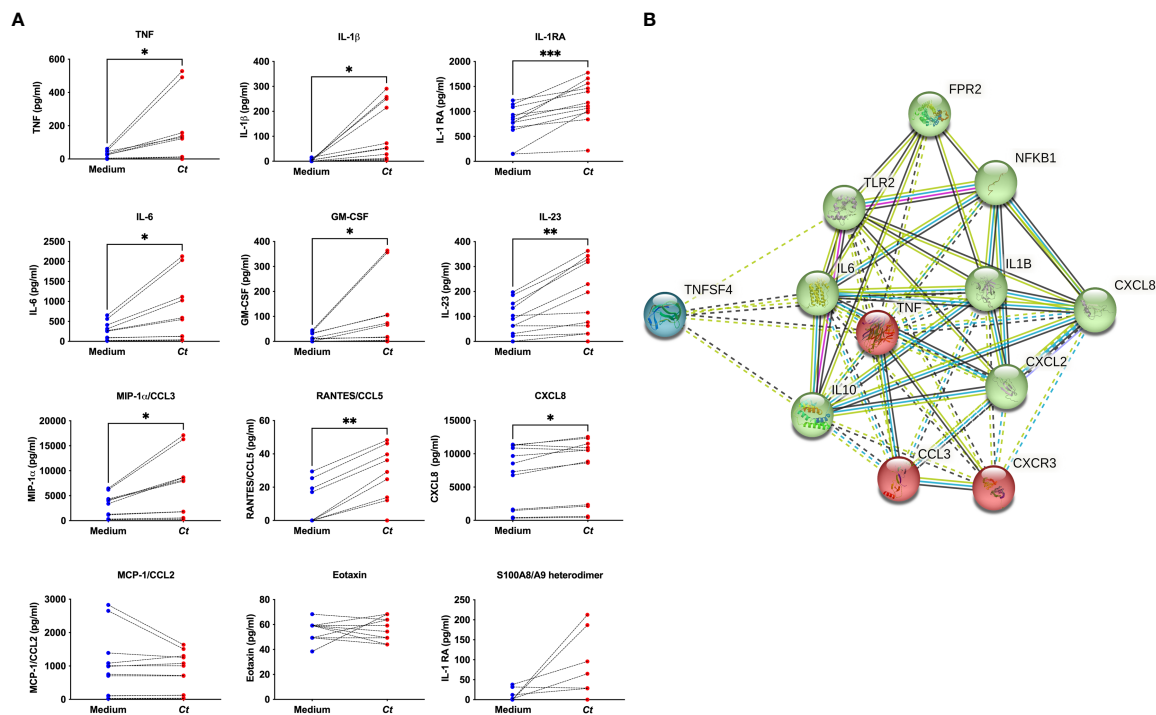 A
B
TNF
*
TNF (pg/ml)
600
400
200
0
Medium
Ct
IL-1β
*
IL-1β (pg/ml)
400
300
200
100
0
Medium
Ct
IL-1RA
***
IL-1 RA (pg/ml)
2000
1500
1000
500
0
Medium
Ct
IL-6
*
IL-6 (pg/ml)
2500
2000
1500
1000
500
0
Medium
Ct
GM-CSF
*
GM-CSF (pg/ml)
400
300
200
100
0
Medium
Ct
IL-23
**
IL-23 (pg/ml)
400
300
200
100
0
Medium
Ct
MIP-1α/CCL3
*
MIP-1α (pg/ml)
20000
15000
10000
5000
0
Medium
Ct
RANTES/CCL5
**
RANTES/CCL5 (pg/ml)
60
40
20
0
Medium
Ct
CXCL8
*
CXCL8 (pg/ml)
15000
10000
5000
0
Medium
Ct
MCP-1/CCL2
MCP-1/CCL2 (pg/ml)
3000
2000
1000
0
Medium
Ct
Eotaxin
Eotaxin (pg/ml)
80
60
40
20
0
Medium
Ct
S100A8/A9 heterodimer
IL-1 RA (pg/ml)
250
200
150
100
50
0
Medium
Ct
FPR2
NFKB1
TLR2
IL6
IL1B
CXCL8
TNFSF4
TNF
CXCL2
IL10
CCL3
CXCR3